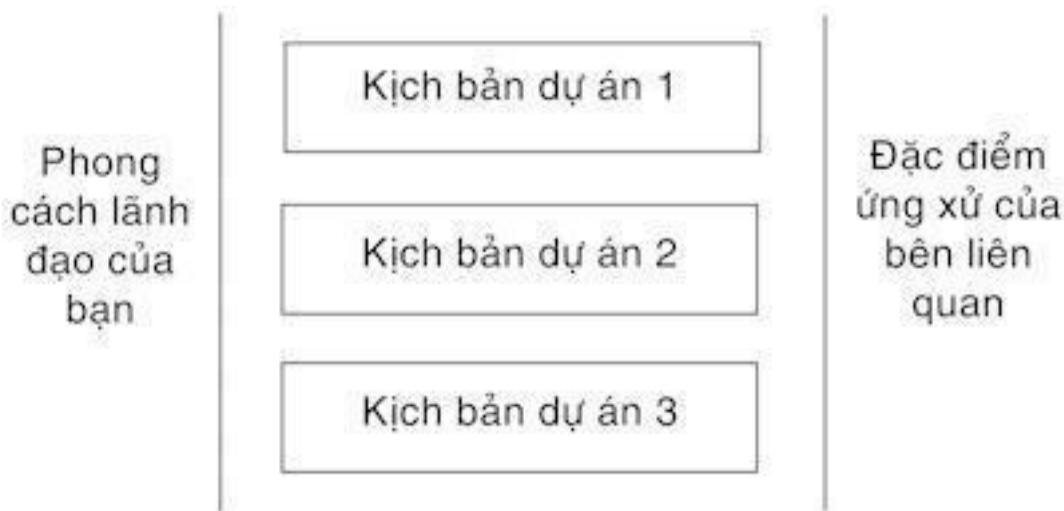 Phong
cách lãnh
đạo của
bạn
Kịch bản dự án 1
Kịch bản dự án 2
Kịch bản dự án 3
Đặc điểm
ứng xử của
bên liên
quan